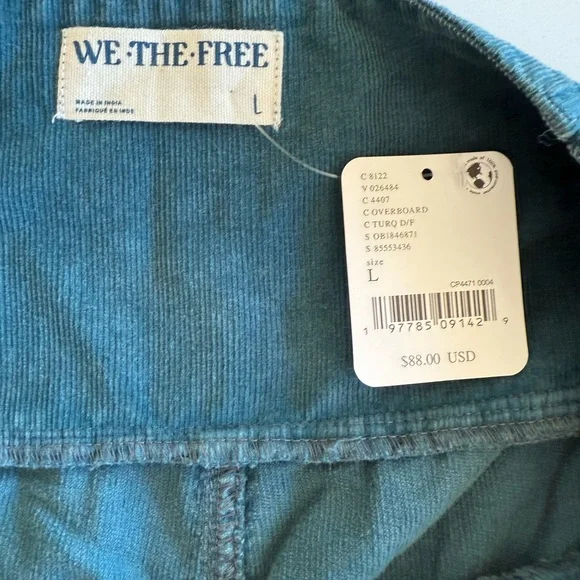 WE·THE·FREE
MADE IN INDIA
FABRIQUÉ EN INDE
L
C 8122
V 026484
C 4407
C OVERBOARD
C TURQ D/F
S OB1846871
S 85553436
size
L
CP4471 0004
1 97785 09142 9
$88.00 USD